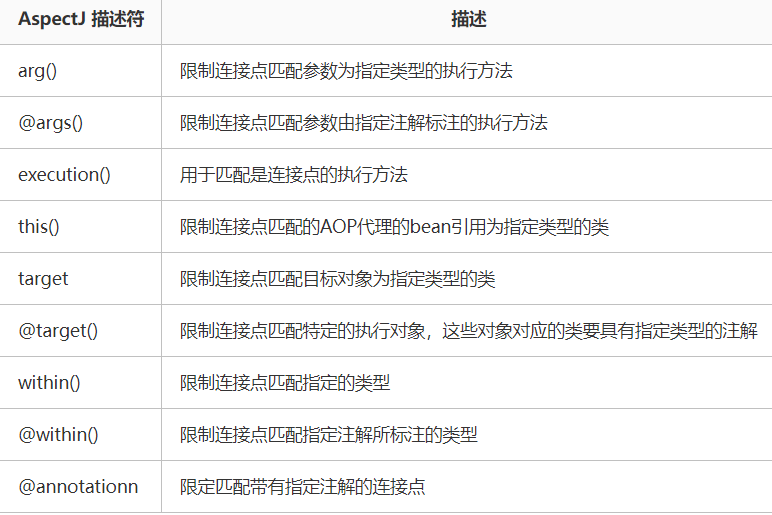 AspectJ 描述符 描述
arg() 限制连接点匹配参数为指定类型的执行方法
@args() 限制连接点匹配参数由指定注解标注的执行方法
execution() 用于匹配是连接点的执行方法
this() 限制连接点匹配的AOP代理的bean引用为指定类型的类
target 限制连接点匹配目标对象为指定类型的类
@target() 限制连接点匹配特定的执行对象，这些对象对应的类要具有指定类型的注解
within() 限制连接点匹配指定的类型
@within() 限制连接点匹配指定注解所标注的类型
@annotationn 限定匹配带有指定注解的连接点